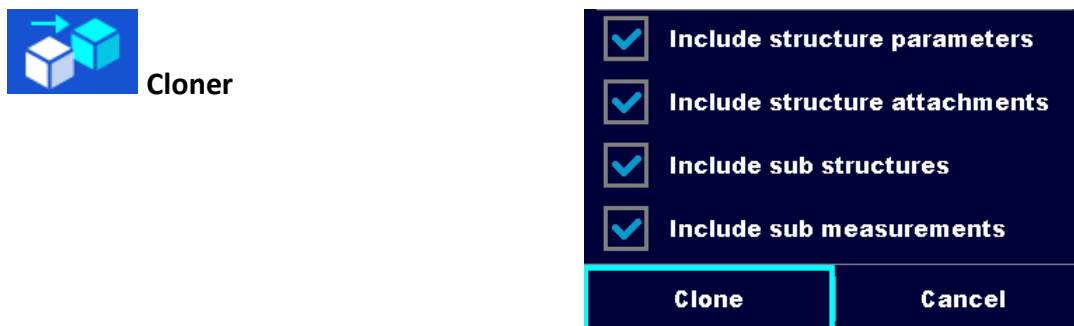 Cloner
Include structure parameters
Include structure attachments
Include sub structures
Include sub measurements
Clone
Cancel